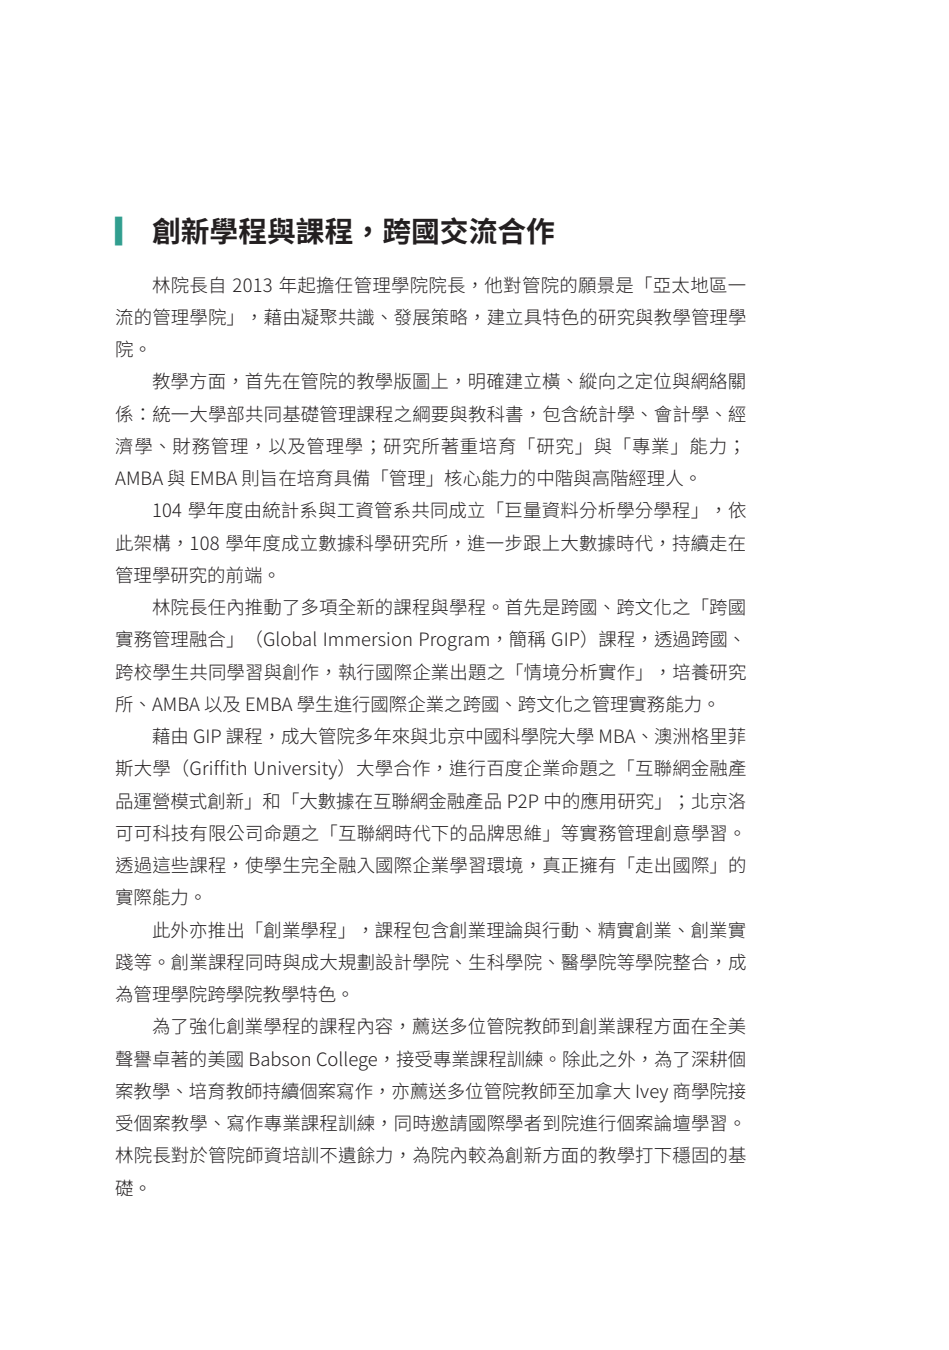 創新學程與課程，跨國交流合作
林院長自 2013 年起擔任管理學院院長，他對管院的願景是「亞太地區一
流的管理學院」，藉由凝聚共識、發展策略，建立具特色的研究與教學管理學
院。
教學方面，首先在管院的教學版圖上，明確建立橫、縱向之定位與網絡關
係：統一大學部共同基礎管理課程之綱要與教科書，包含統計學、會計學、經
濟學、財務管理，以及管理學；研究所著重培育「研究」與「專業」能力；
AMBA 與 EMBA 則旨在培育具備「管理」核心能力的中階與高階經理人。
104 學年度由統計系與工資管系共同成立「巨量資料分析學分學程」，依
此架構，108 學年度成立數據科學研究所，進一步跟上大數據時代，持續走在
管理學研究的前端。
林院長任內推動了多項全新的課程與學程。首先是跨國、跨文化之「跨國
實務管理融合」（Global Immersion Program，簡稱 GIP）課程，透過跨國、
跨校學生共同學習與創作，執行國際企業出題之「情境分析實作」，培養研究
所、AMBA 以及 EMBA 學生進行國際企業之跨國、跨文化之管理實務能力。
藉由 GIP 課程，成大管院多年來與北京中國科學院大學 MBA、澳洲格里菲
斯大學（Griffith University）大學合作，進行百度企業命題之「互聯網金融產
品運營模式創新」和「大數據在互聯網金融產品 P2P 中的應用研究」；北京洛
可可科技有限公司命題之「互聯網時代下的品牌思維」等實務管理創意學習。
透過這些課程，使學生完全融入國際企業學習環境，真正擁有「走出國際」的
實際能力。
此外亦推出「創業學程」，課程包含創業理論與行動、精實創業、創業實
踐等。創業課程同時與成大規劃設計學院、生科學院、醫學院等學院整合，成
為管理學院跨學院教學特色。
為了強化創業學程的課程內容，薦送多位管院教師到創業課程方面在全美
聲譽卓著的美國 Babson College，接受專業課程訓練。除此之外，為了深耕個
案教學、培育教師持續個案寫作，亦薦送多位管院教師至加拿大 Ivey 商學院接
受個案教學、寫作專業課程訓練，同時邀請國際學者到院進行個案論壇學習。
林院長對於管院師資培訓不遺餘力，為院內較為創新方面的教學打下穩固的基
礎。